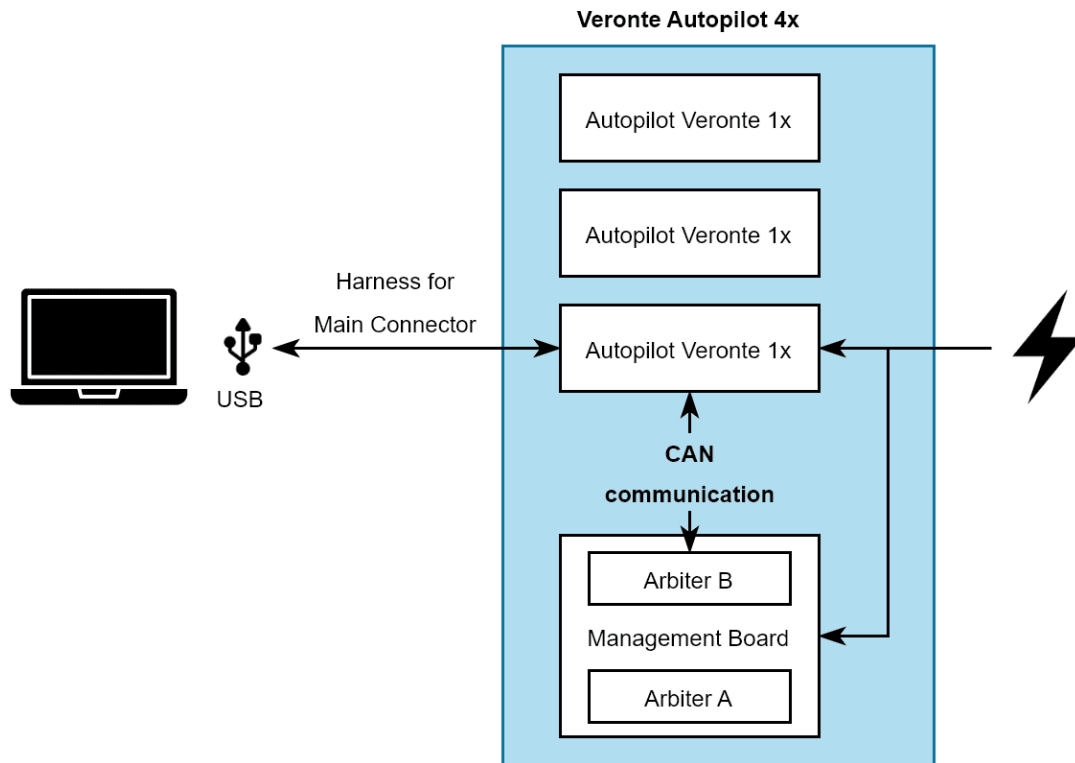 Veronte Autopilot 4x
Autopilot Veronte 1x
Autopilot Veronte 1x
Harness for
Main Connector
Autopilot Veronte 1x
USB
CAN
communication
Arbiter B
Management Board
Arbiter A